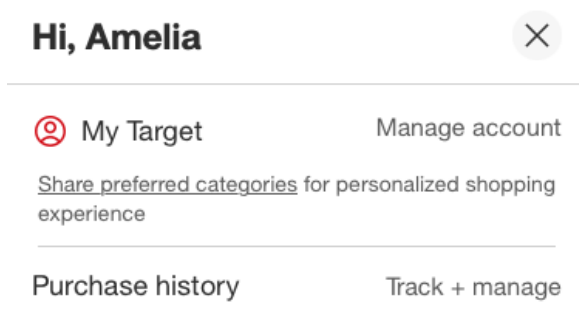 Hi, Amelia
My Target Manage account
Share preferred categories for personalized shopping
experience
Purchase history Track + manage